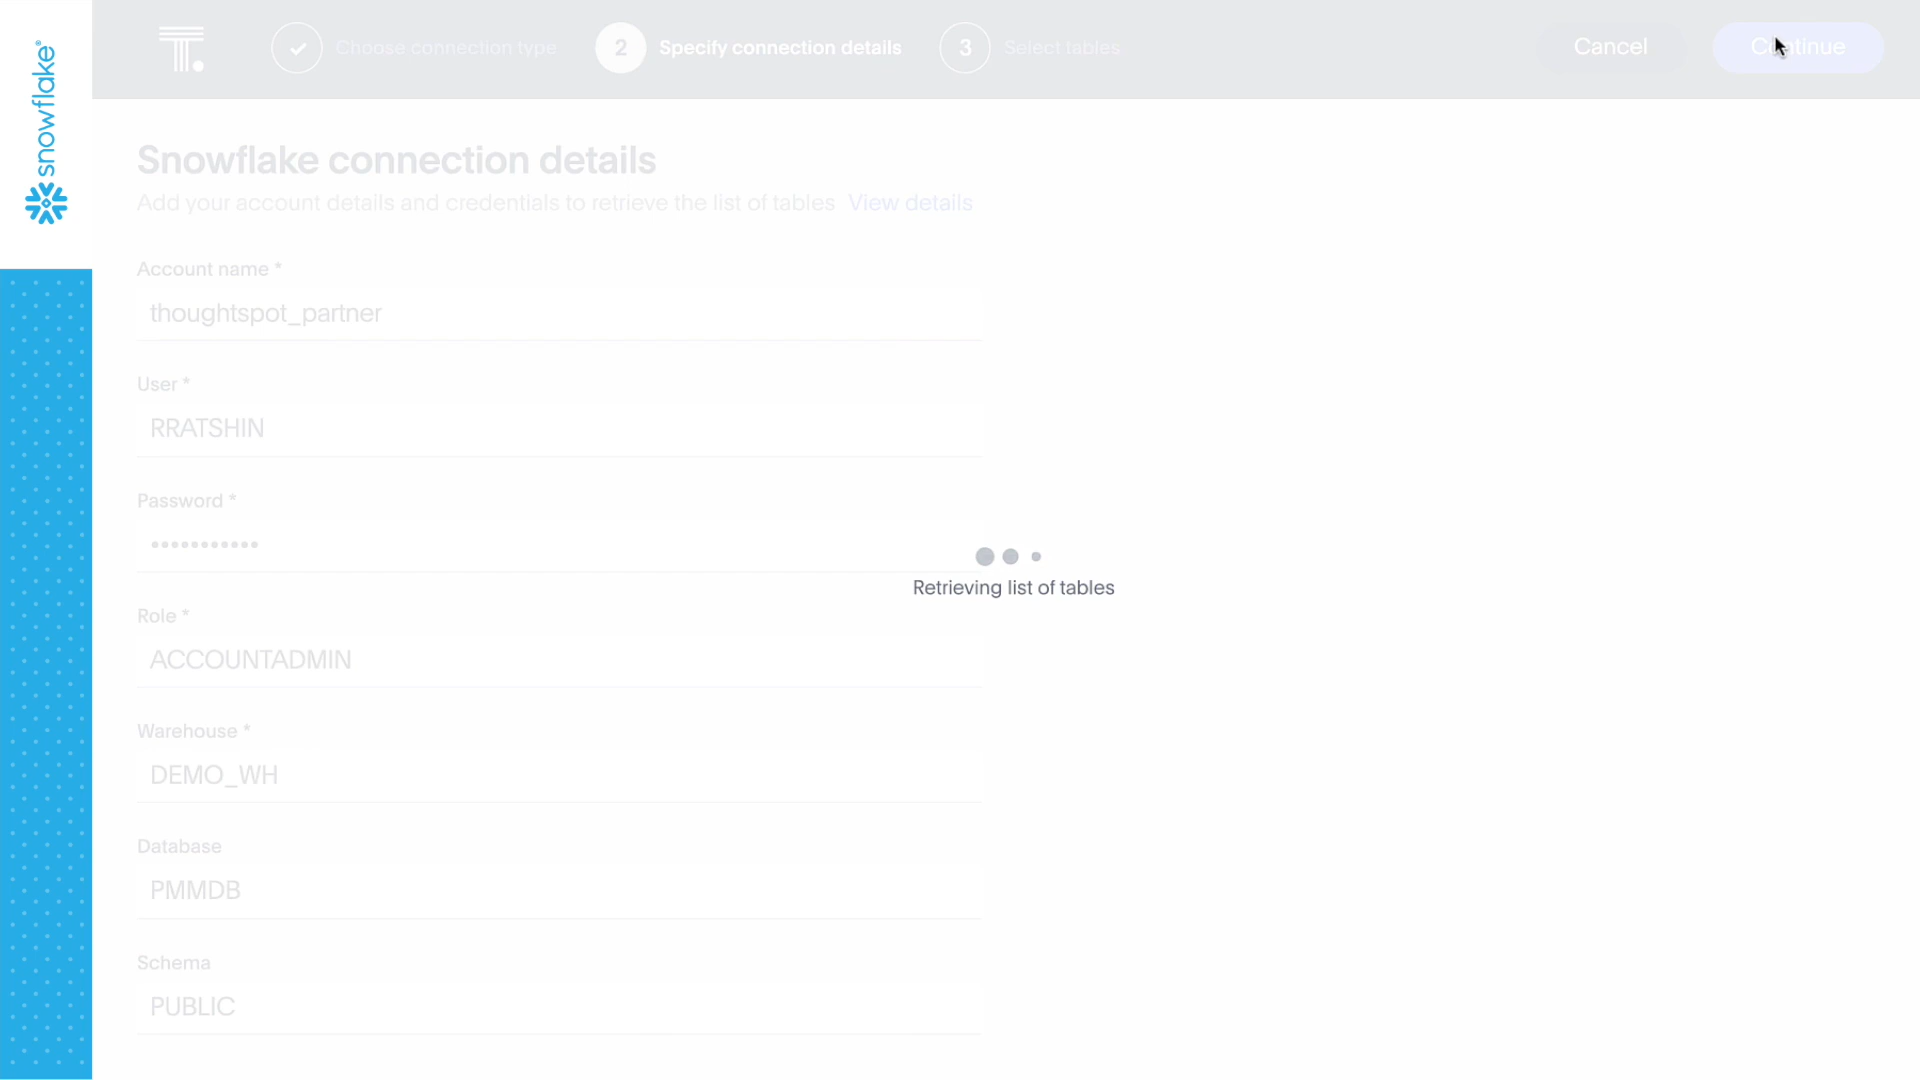 snowflake®
T.
Choose connection type
2
Specify connection details
3
Select tables
Cancel
Continue
Snowflake connection details
Add your account details and credentials to retrieve the list of tables View details
Account name *
thoughtspot_partner
User *
RRATSHIN
Password *
•••••••••••
Retrieving list of tables
Role *
ACCOUNTADMIN
Warehouse *
DEMO_WH
Database
PMMDB
Schema
PUBLIC